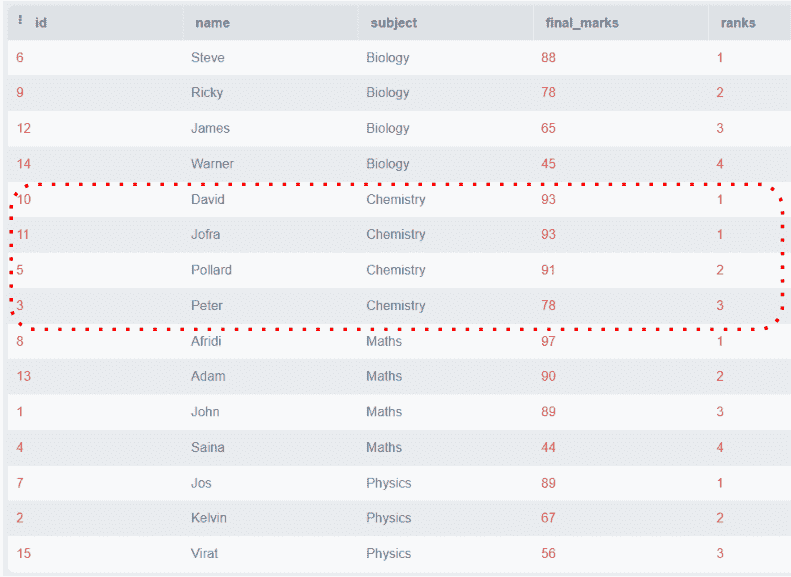 id name subject final_marks ranks
6 Steve Biology 88 1
9 Ricky Biology 78 2
12 James Biology 65 3
14 Warner Biology 45 4
10 David Chemistry 93 1
11 Jofra Chemistry 93 1
5 Pollard Chemistry 91 2
3 Peter Chemistry 78 3
8 Afridi Maths 97 1
13 Adam Maths 90 2
1 John Maths 89 3
4 Saina Maths 44 4
7 Jos Physics 89 1
2 Kelvin Physics 67 2
15 Virat Physics 56 3